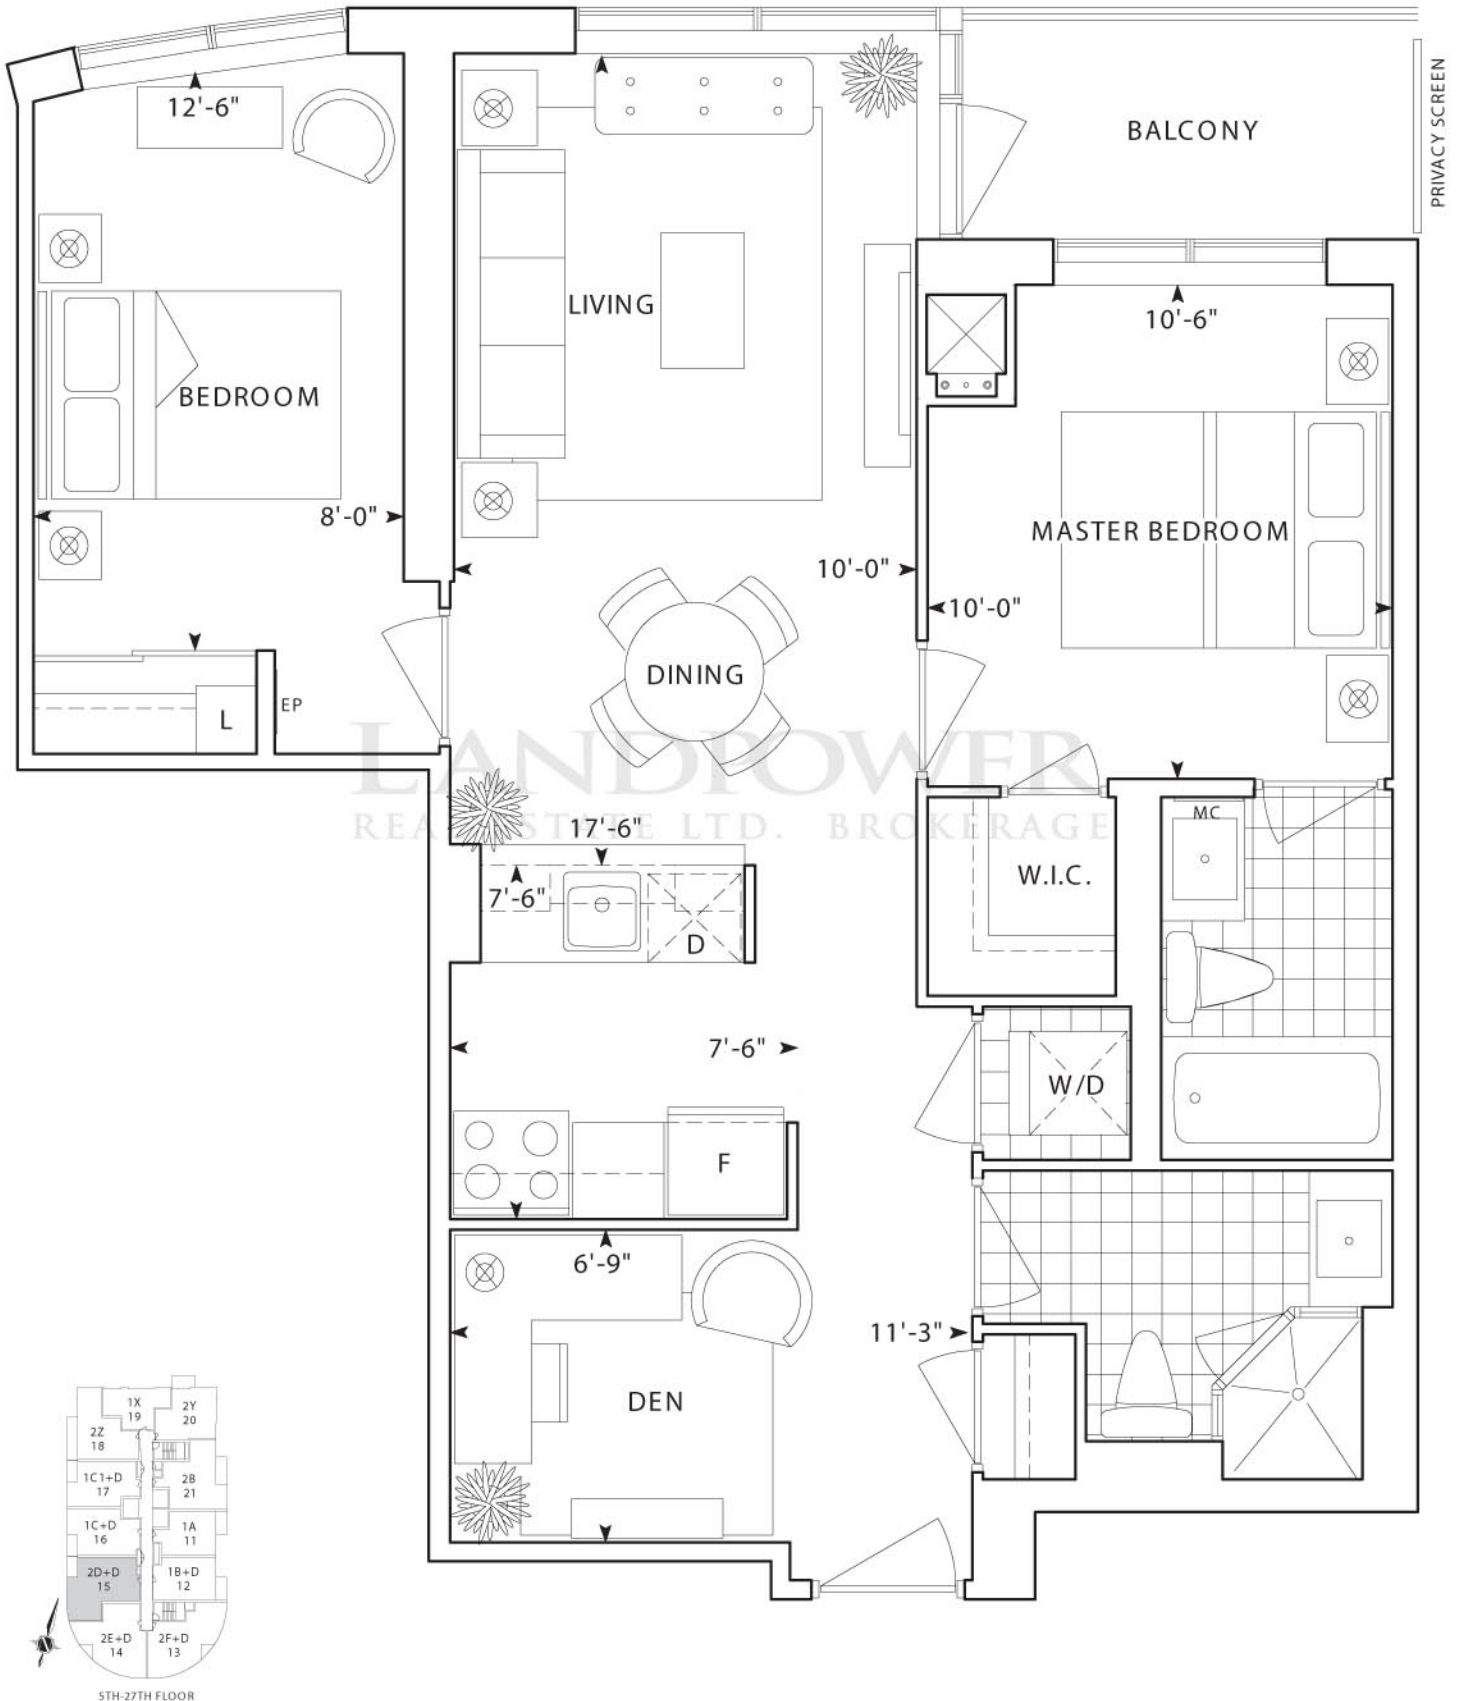 12'-6"
BALCONY
PRIVACY SCREEN
LIVING
10'-6"
BEDROOM
8'-0"
MASTER BEDROOM
10'-0"
10'-0"
DINING
L
EP
LANDPOWER
REAL ESTATE LTD. BROKERAGE
17'-6"
MC
7'-6"
D
W.I.C.
7'-6"
W/D
F
6'-9"
11'-3"
DEN
1X
19
2Y
20
2Z
18
1C1+D
17
2B
21
1C+D
16
1A
11
2D+D
15
1B+D
12
2E+D
14
2F+D
13
5TH-27TH FLOOR